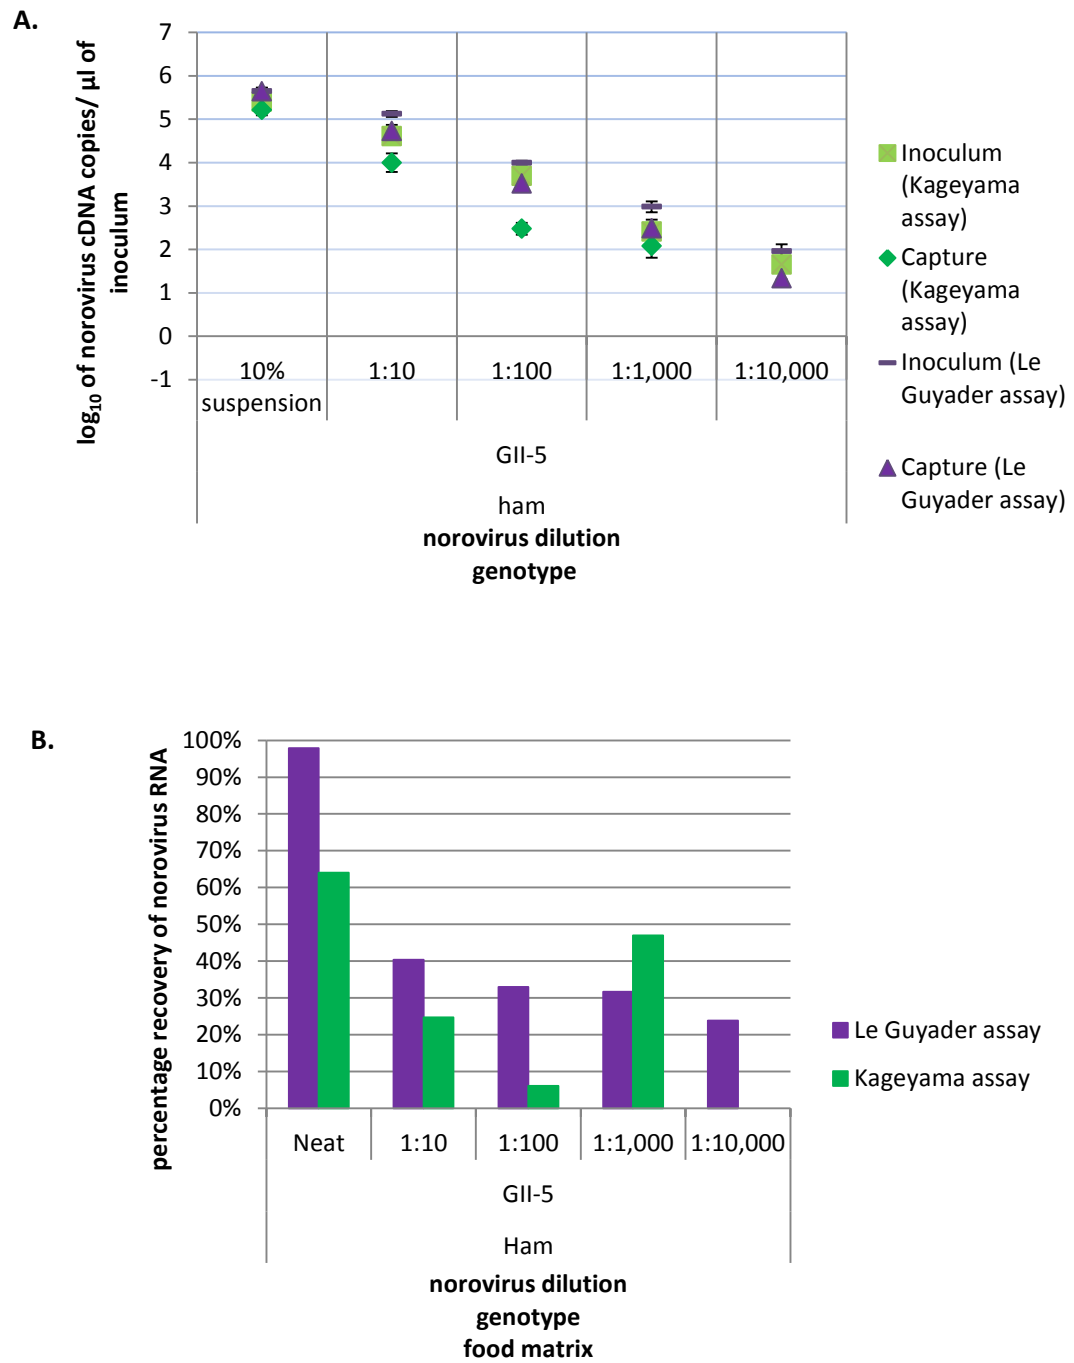 A.
log10 of norovirus cDNA copies/ µl of
inoculum
7
6
5
4
3
2
1
0
-1
10%
suspension
1:10
1:100
1:1,000
1:10,000
GII-5
ham
norovirus dilution
genotype
Inoculum
(Kageyama
assay)
Capture
(Kageyama
assay)
Inoculum (Le
Guyader assay)
Capture (Le
Guyader assay)
B.
percentage recovery of norovirus RNA
100%
90%
80%
70%
60%
50%
40%
30%
20%
10%
0%
Neat
1:10
1:100
1:1,000
1:10,000
GII-5
Ham
norovirus dilution
genotype
food matrix
Le Guyader assay
Kageyama assay